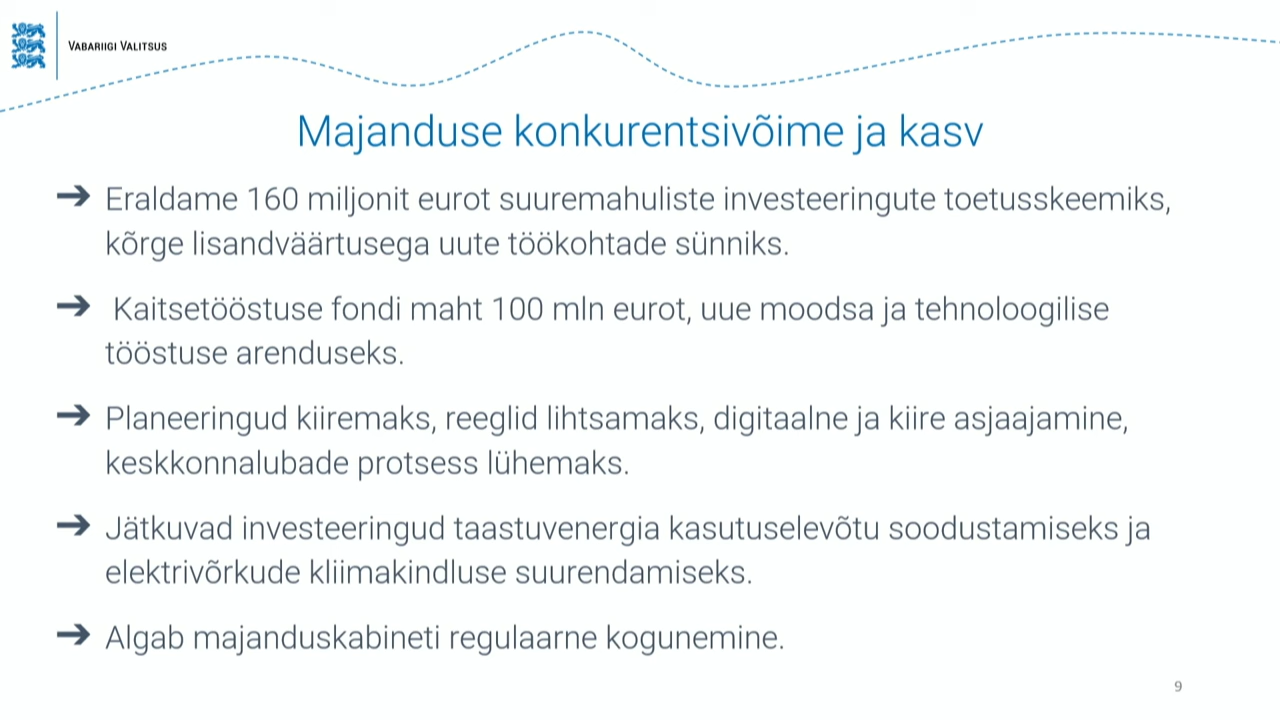 VABARIIGI VALITSUS
Majanduse konkurentsivõime ja kasv
➔ Eraldame 160 miljonit eurot suuremahuliste investeeringute toetusskeemiks,
kõrge lisandväärtusega uute töökohtade sünniks.
➔ Kaitsetööstuse fondi maht 100 mln eurot, uue moodsa ja tehnoloogilise
tööstuse arenduseks.
➔ Planeeringud kiiremaks, reeglid lihtsamaks, digitaalne ja kiire asjaajamine,
keskkonnalubade protsess lühemaks.
➔ Jätkuvad investeeringud taastuvenergia kasutuselevõtu soodustamiseks ja
elektrivõrkude kliimakindluse suurendamiseks.
➔ Algab majanduskabineti regulaarne kogunemine.
9